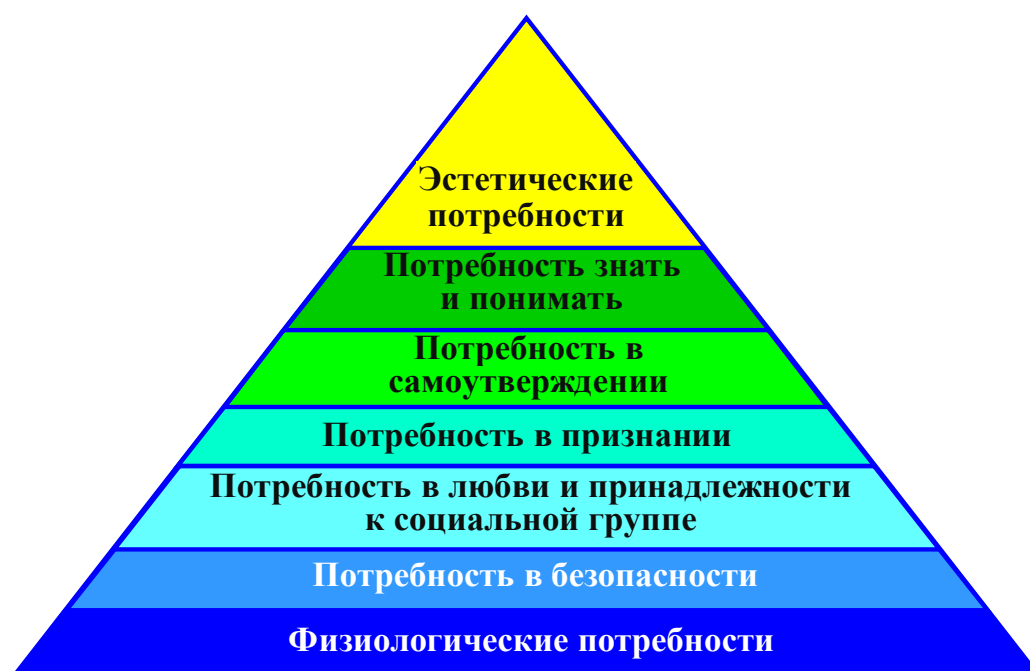 Эстетические
потребности
Потребность знать
и понимать
Потребность в
самоутверждении
Потребность в признании
Потребность в любви и принадлежности
к социальной группе
Потребность в безопасности
Физиологические потребности